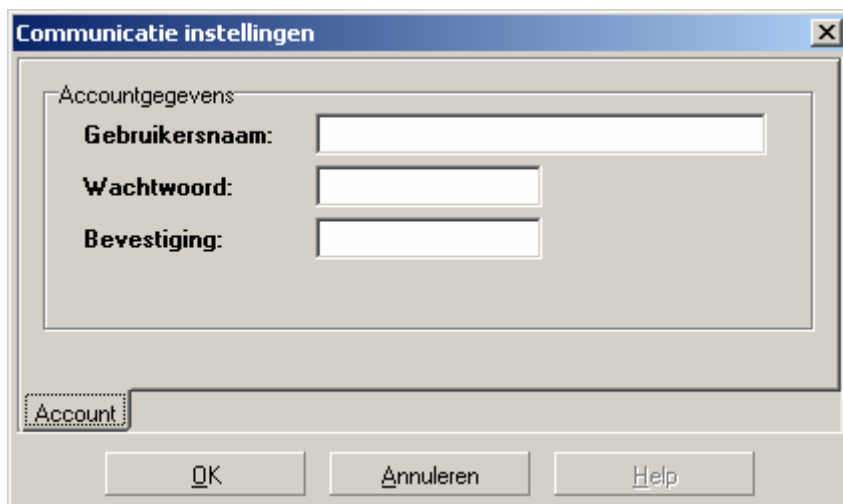 Communicatie instellingen
Accountgegevens
Gebruikersnaam:
Wachtwoord:
Bevestiging:
Account
OK Annuleren Help